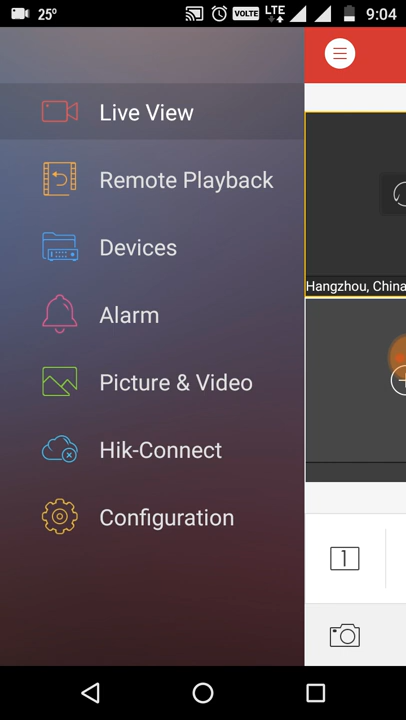 25°
VOLTE
LTE
9:04
Live View
Remote Playback
Devices
Alarm
Picture & Video
Hik-Connect
Configuration
Hangzhou, China
1